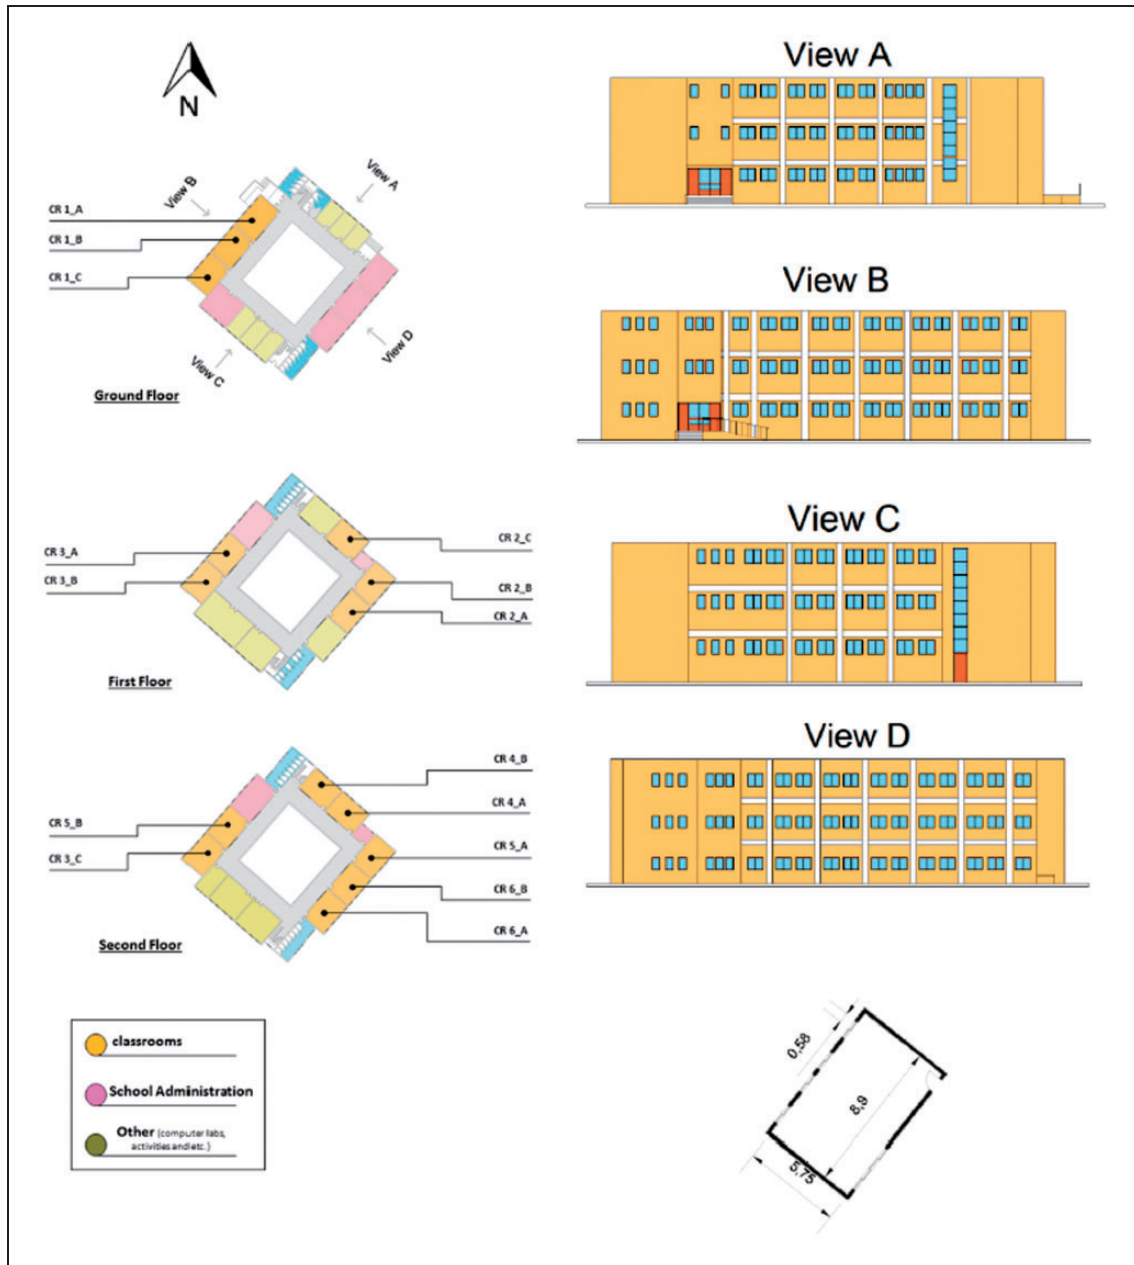 N
View B
View A
CR 1_A
CR 1_B
CR 1_C
View C
View D
Ground Floor
CR 3_A
CR 3_B
CR 2_C
CR 2_B
CR 2_A
First Floor
CR 5_B
CR 3_C
CR 4_B
CR 4_A
CR 5_A
CR 6_B
CR 6_A
Second Floor
classrooms
School Administration
Other (computer labs,
activities and etc.)
View A
View B
View C
View D
0,58
8,9
5,75